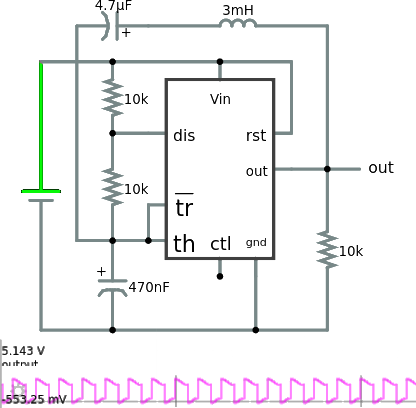 4.7μF
+
3mH
10k
Vin
dis
rst
out
out
10k
tr
th
ctl
gnd
+
470nF
10k
5.143 V
output
-553.25 mV